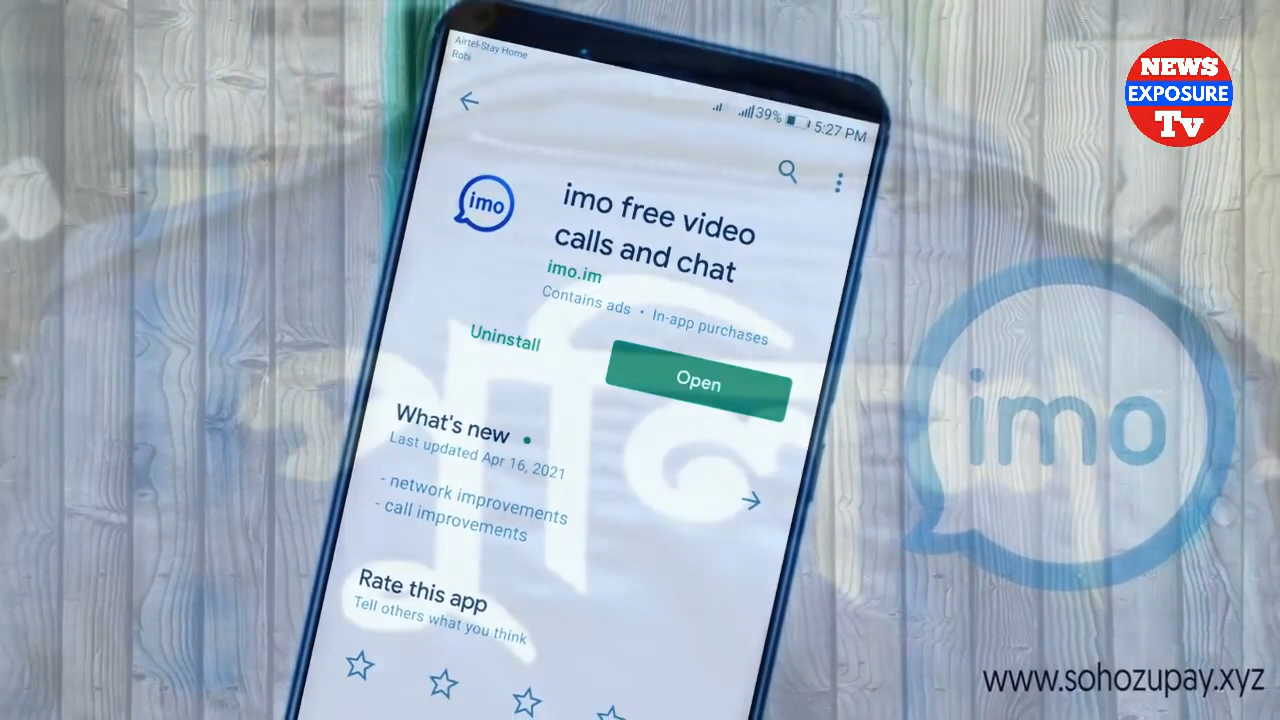 Airtel-Stay Home
Robi
39% 5:27 PM
NEWS
EXPOSURE
Tv
imo
imo free video
calls and chat
imo.im
Contains ads • In-app purchases
Uninstall
Open
What's new
Last updated Apr 16, 2021
- network improvements
- call improvements
Rate this app
Tell others what you think
imo
www.sohozupay.xyz